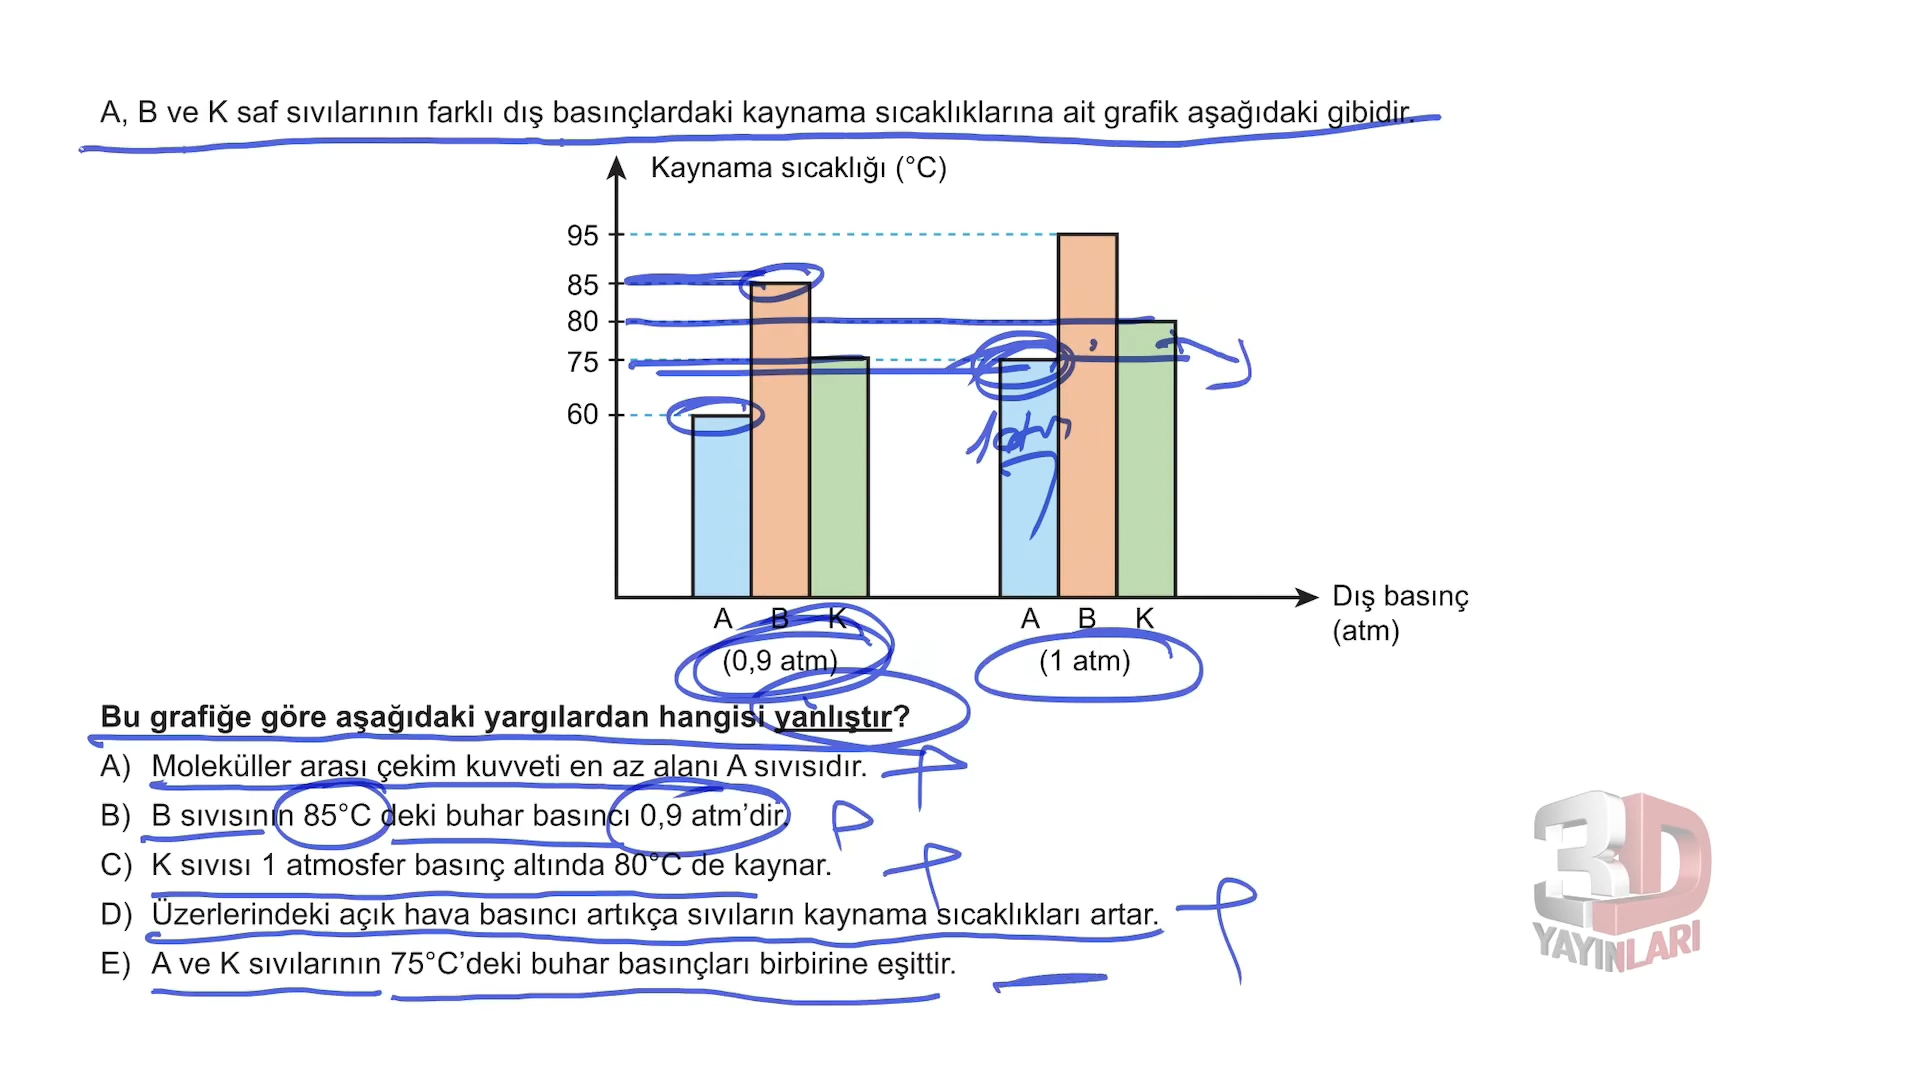 A, B ve K saf sıvılarının farklı dış basınçlardaki kaynama sıcaklıklarına ait grafik aşağıdaki gibidir.
Kaynama sıcaklığı (°C)
95
85
80
75
60
1atm
A B K
(0,9 atm)
A B K
(1 atm)
Dış basınç
(atm)
Bu grafiğe göre aşağıdaki yargılardan hangisi yanlıştır?
A) Moleküller arası çekim kuvveti en az alanı A sıvısıdır.
B) B sıvısının 85°C deki buhar basıncı 0,9 atm’dir.
C) K sıvısı 1 atmosfer basınç altında 80°C de kaynar.
D) Üzerlerindeki açık hava basıncı artıkça sıvıların kaynama sıcaklıkları artar.
E) A ve K sıvılarının 75°C’deki buhar basınçları birbirine eşittir.
3D
YAYINLARI